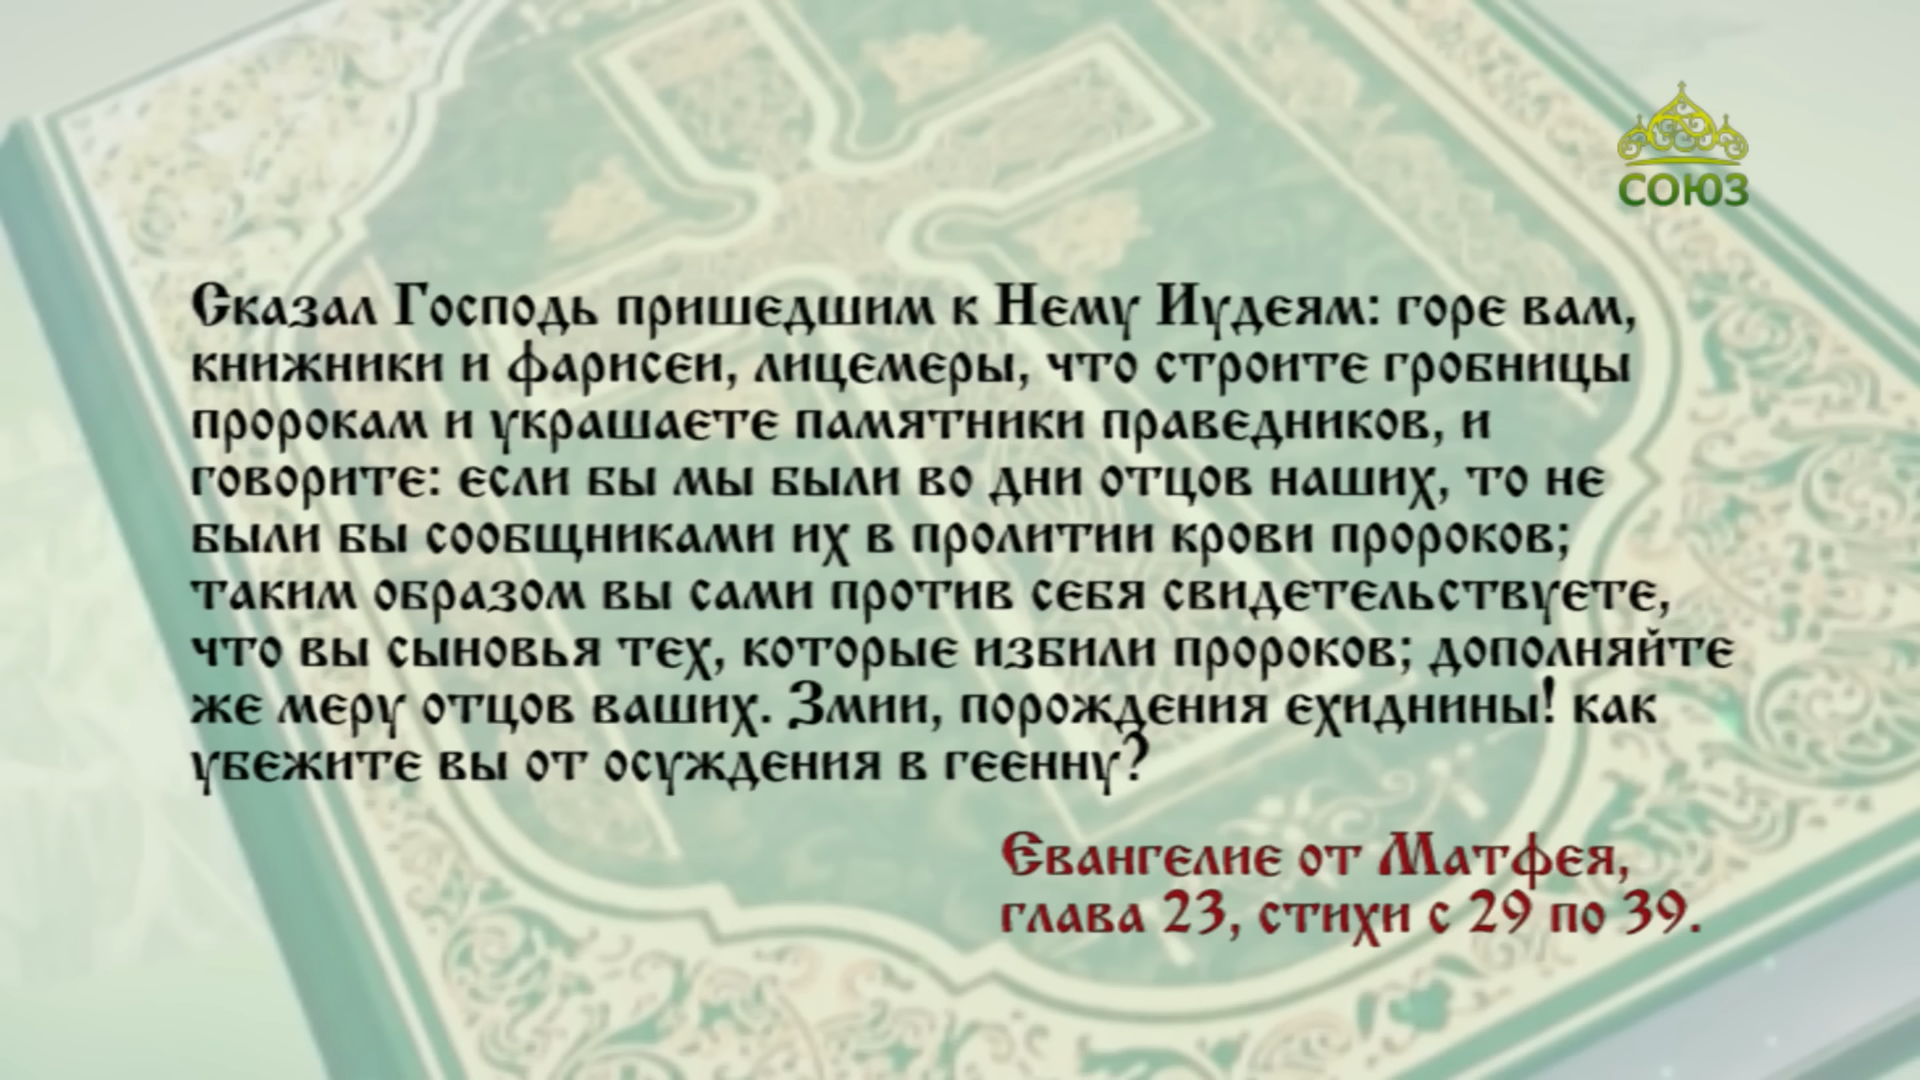 СОЮЗ
Сказал Господь пришедшим к Нему Иудеям: горе вам,
книжники и фарисеи, лицемеры, что строите гробницы
пророкам и украшаете памятники праведников, и
говорите: если бы мы были во дни отцов наших, то не
были бы сообщниками их в пролитии крови пророков;
таким образом вы сами против себя свидетельствуете,
что вы сыновья тех, которые избили пророков; дополняйте
же меру отцов ваших. Змии, порождения ехиднины! как
убежите вы от осуждения в геенну?
Евангелие от Матфея,
глава 23, стихи с 29 по 39.